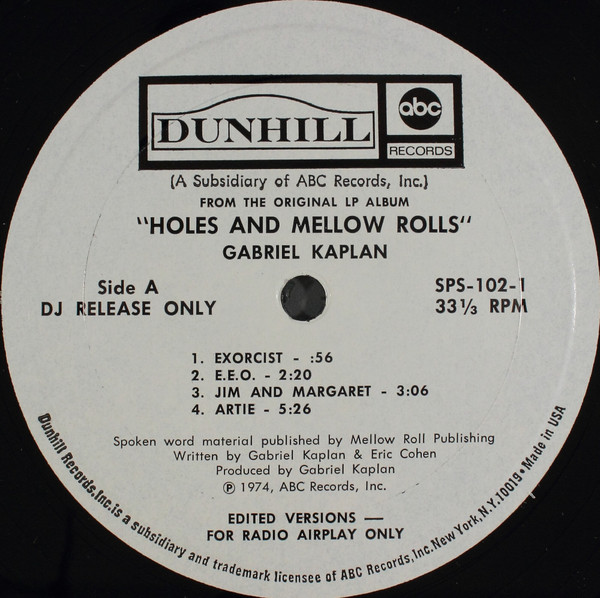 DUNHILL
abc
RECORDS
(A Subsidiary of ABC Records, Inc.)
FROM THE ORIGINAL LP ALBUM
"HOLES AND MELLOW ROLLS"
GABRIEL KAPLAN
Side A
DJ RELEASE ONLY
SPS-102-1
33 1/3 RPM
1. EXORCIST - :56
2. E.E.O. - 2:20
3. JIM AND MARGARET - 3:06
4. ARTIE - 5:26
Spoken word material published by Mellow Roll Publishing
Written by Gabriel Kaplan & Eric Cohen
Produced by Gabriel Kaplan
℗ 1974, ABC Records, Inc.
EDITED VERSIONS —
FOR RADIO AIRPLAY ONLY
Dunhill Records,Inc.is a subsidiary and trademark licensee of ABC Records,Inc.New York,N.Y.10019•Made in USA